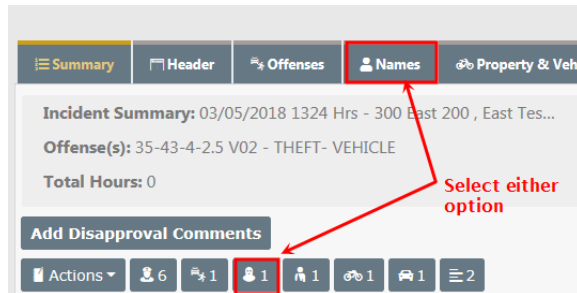 Summary Header Offenses Names Property & Veh
Incident Summary: 03/05/2018 1324 Hrs - 300 East 200 , East Tes...
Offense(s): 35-43-4-2.5 V02 - THEFT- VEHICLE
Total Hours: 0
Select either
option
Add Disapproval Comments
Actions 6 1 1 1 1 1 2